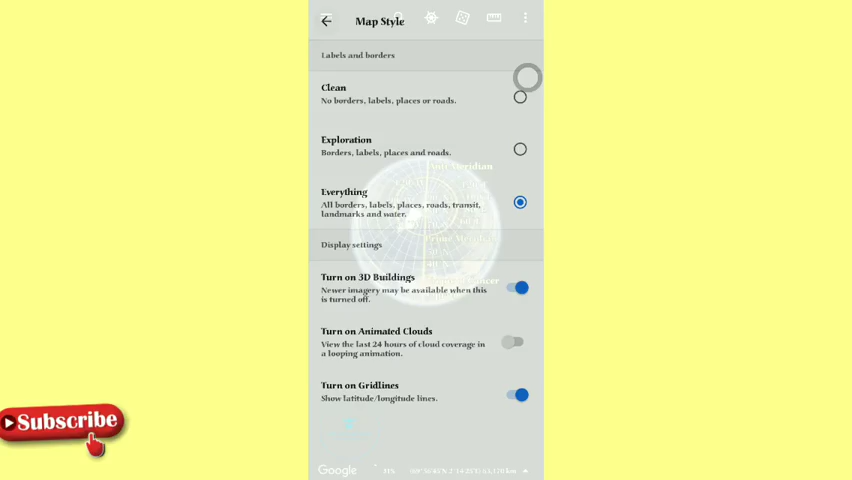 Map Style
Labels and borders
Clean
No borders, labels, places or roads.
Exploration
Borders, labels, places and roads.
Everything
All borders, labels, places, roads, transit,
landmarks and water.
Display settings
Turn on 3D Buildings
Newer imagery may be available when this
is turned off.
Turn on Animated Clouds
View the last 24 hours of cloud coverage in
a looping animation.
Turn on Gridlines
Show latitude/longitude lines.
Subscribe
Google